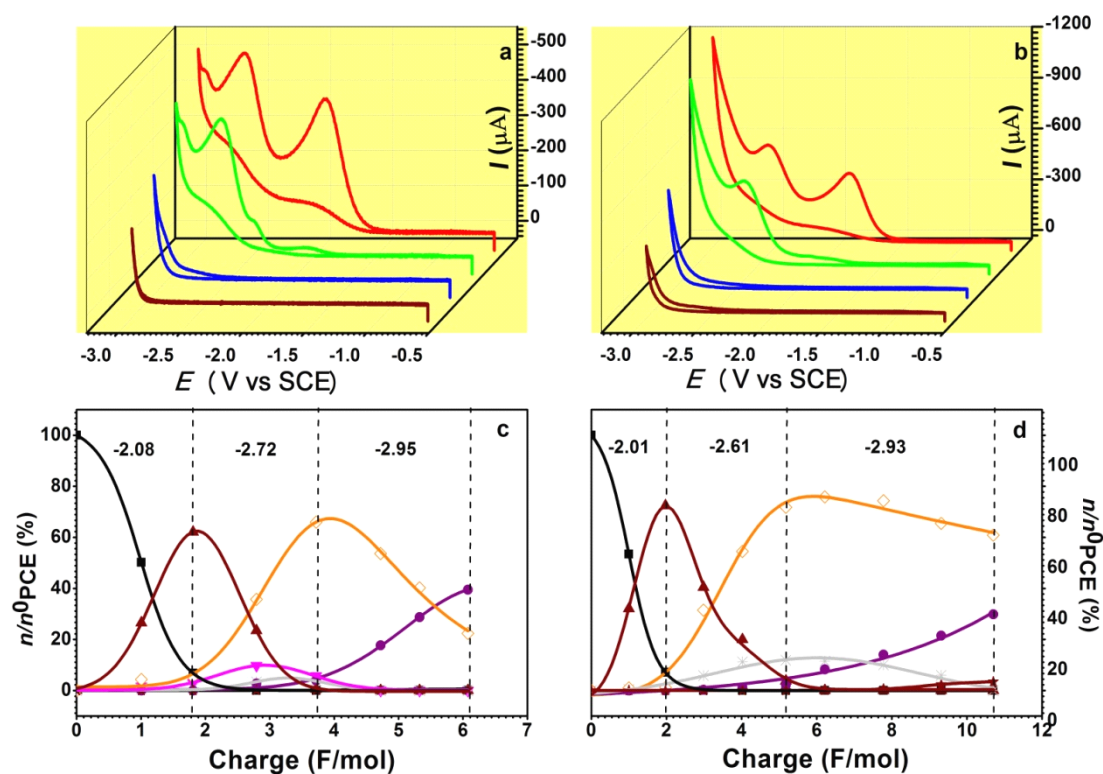 a
-500
-400
-300
-200
-100
0
I (µA)
-3.0 -2.5 -2.0 -1.5 -1.0 -0.5
E ( V vs SCE)
b
-1200
-900
-600
-300
0
I (µA)
-3.0 -2.5 -2.0 -1.5 -1.0 -0.5
E ( V vs SCE)
c
-2.08 -2.72 -2.95
100
80
60
40
20
0
n/n⁰PCE (%)
0 1 2 3 4 5 6 7
Charge (F/mol)
d
-2.01 -2.61 -2.93
100
80
60
40
20
0
n/n⁰PCE (%)
0 2 4 6 8 10 12
Charge (F/mol)